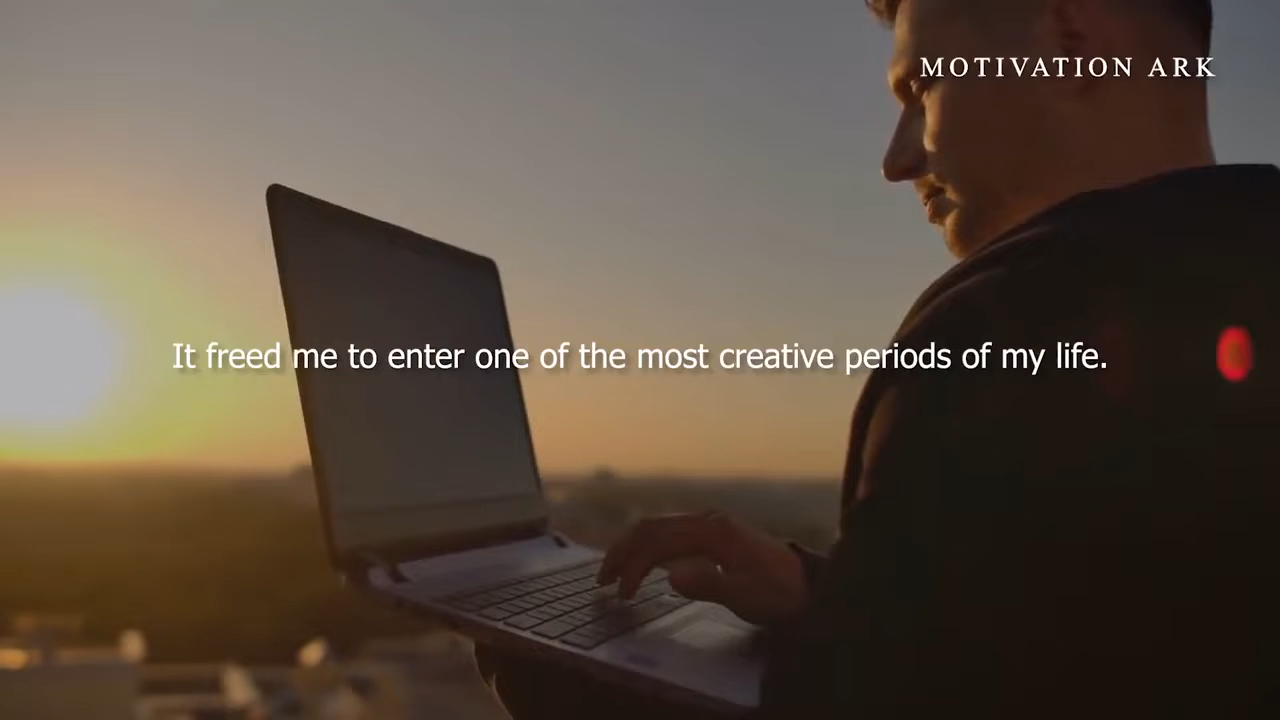 MOTIVATION ARK
It freed me to enter one of the most creative periods of my life.